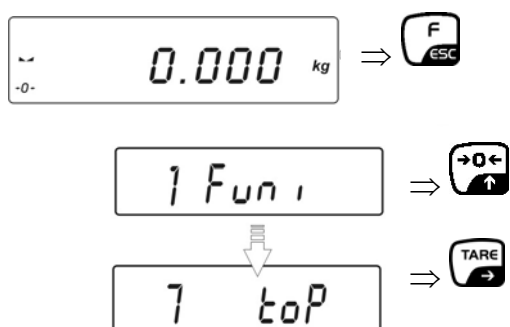 0.000 kg ⇒ F
-0- ESC
1 Funi ⇒ →0←
7 toP ⇒ TARE